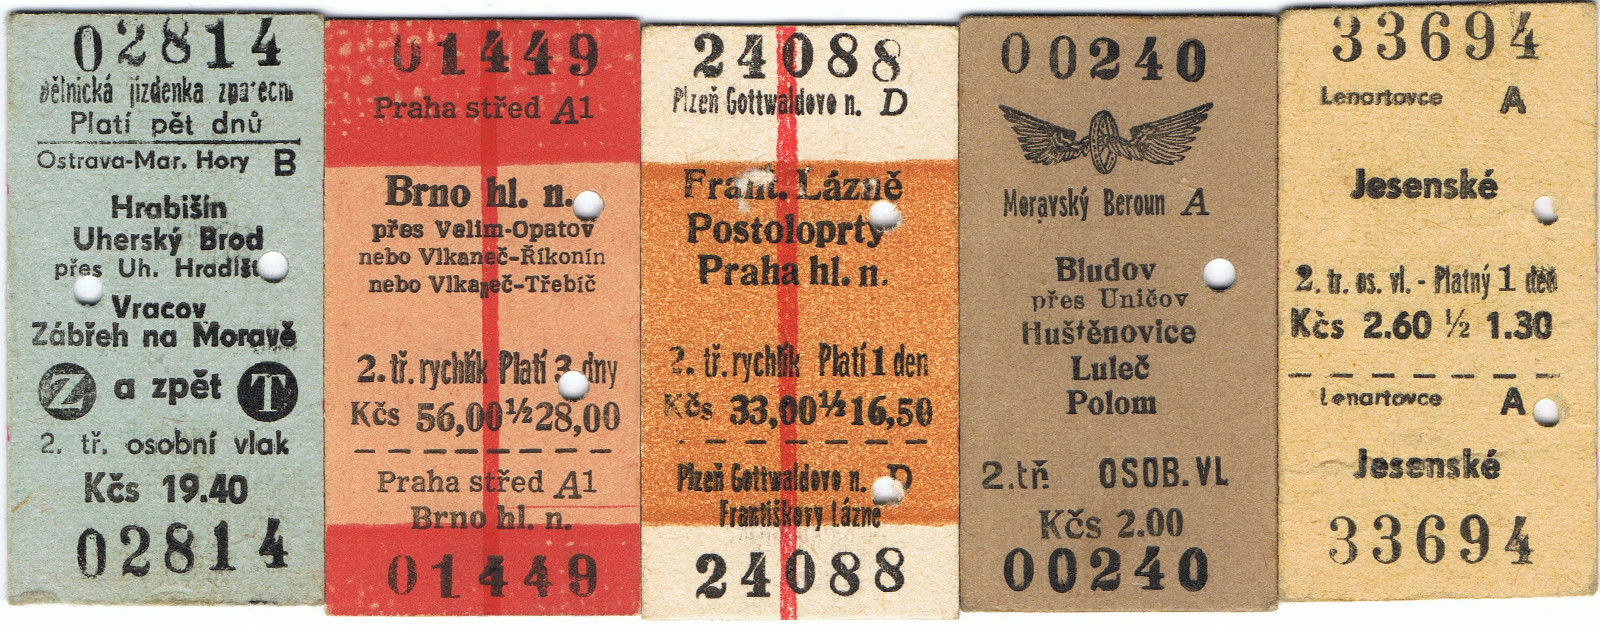 02814
Dělnická jízdenka zpáteční
Platí pět dnů
Ostrava-Mar. Hory B
Hrabišín
Uherský Brod
přes Uh. Hradiště
Vracov
Zábřeh na Moravě
Z a zpět T
2. tř. osobní vlak
Kčs 19.40
02814
01449
Praha střed A1
Brno hl. n.
přes Velim-Opatov
nebo Vlkaneč-Říkonín
nebo Vlkaneč-Třebíč
2. tř. rychlík Platí 3 dny
Kčs 56,00 ½ 28,00
Praha střed A1
Brno hl. n.
01449
24088
Plzeň Gottwaldovo n. D
Frant. Lázně
Postoloprty
Praha hl. n.
2. tř. rychlík Platí 1 den
Kčs 33,00 ½ 16,50
Plzeň Gottwaldovo n. D
Františkovy Lázně
24088
00240
Moravský Beroun A
Bludov
přes Uničov
Huštěnovice
Luleč
Polom
2. tř. OSOB. VL
Kčs 2.00
00240
33694
Lenartovce A
Jesenské
2. tr. os. vl. - Platný 1 deň
Kčs 2.60 ½ 1.30
Lenartovce A
Jesenské
33694